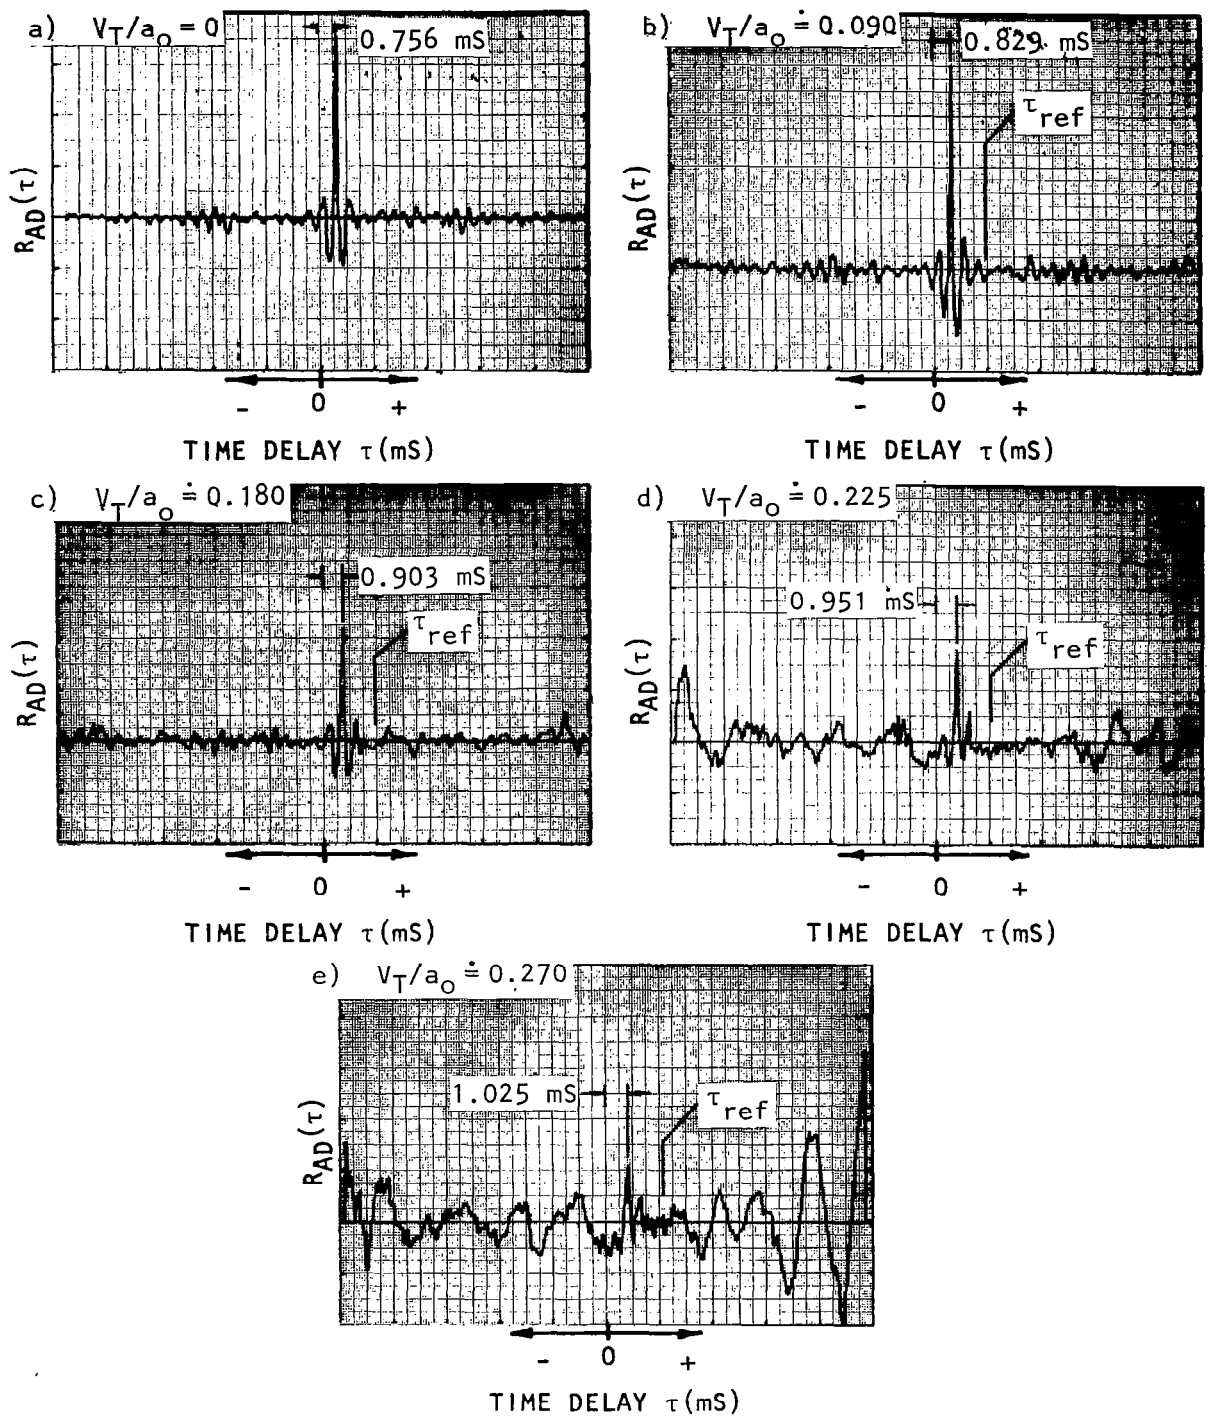 a) V_T/a_o = 0
0.756 mS
R_AD(τ)
- 0 +
TIME DELAY τ(mS)
b) V_T/a_o ≐ 0.090
0.829 mS
τ_ref
R_AD(τ)
- 0 +
TIME DELAY τ(mS)
c) V_T/a_o ≐ 0.180
0.903 mS
τ_ref
R_AD(τ)
- 0 +
TIME DELAY τ(mS)
d) V_T/a_o ≐ 0.225
0.951 mS
τ_ref
R_AD(τ)
- 0 +
TIME DELAY τ(mS)
e) V_T/a_o ≐ 0.270
1.025 mS
τ_ref
R_AD(τ)
- 0 +
TIME DELAY τ(mS)